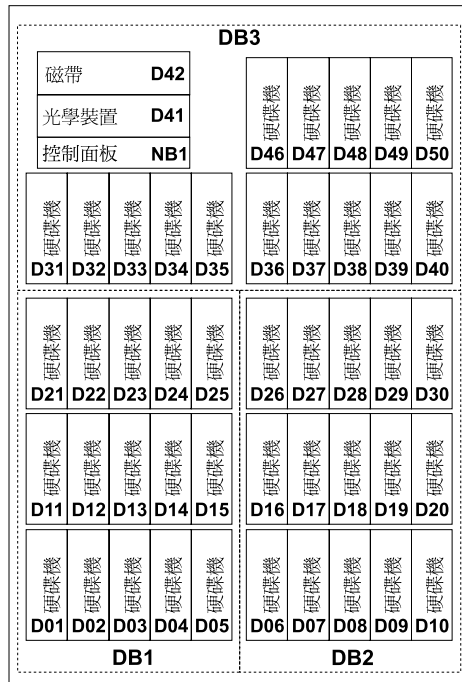 DB3
磁帶 D42
光學裝置 D41
控制面板 NB1
硬碟機 硬碟機 硬碟機 硬碟機 硬碟機
D46 D47 D48 D49 D50
硬碟機 硬碟機 硬碟機 硬碟機 硬碟機 硬碟機 硬碟機 硬碟機 硬碟機 硬碟機
D31 D32 D33 D34 D35 D36 D37 D38 D39 D40
硬碟機 硬碟機 硬碟機 硬碟機 硬碟機 硬碟機 硬碟機 硬碟機 硬碟機 硬碟機
D21 D22 D23 D24 D25 D26 D27 D28 D29 D30
硬碟機 硬碟機 硬碟機 硬碟機 硬碟機 硬碟機 硬碟機 硬碟機 硬碟機 硬碟機
D11 D12 D13 D14 D15 D16 D17 D18 D19 D20
硬碟機 硬碟機 硬碟機 硬碟機 硬碟機 硬碟機 硬碟機 硬碟機 硬碟機 硬碟機
D01 D02 D03 D04 D05 D06 D07 D08 D09 D10
DB1 DB2